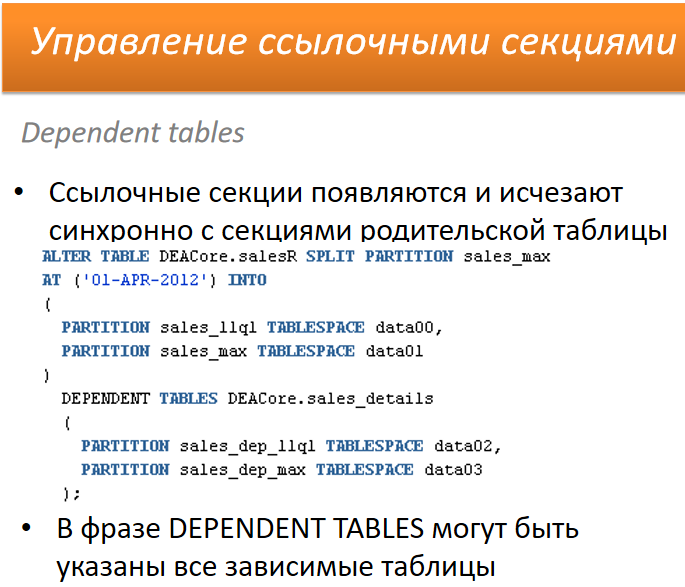 Управление ссылочными секциями
Dependent tables
• Ссылочные секции появляются и исчезают
синхронно с секциями родительской таблицы
ALTER TABLE DEACore.salesR SPLIT PARTITION sales_max
AT ('01-APR-2012') INTO
(
PARTITION sales_11q1 TABLESPACE data00,
PARTITION sales_max TABLESPACE data01
)
DEPENDENT TABLES DEACore.sales_details
(
PARTITION sales_dep_11q1 TABLESPACE data02,
PARTITION sales_dep_max TABLESPACE data03
);
• В фразе DEPENDENT TABLES могут быть
указаны все зависимые таблицы